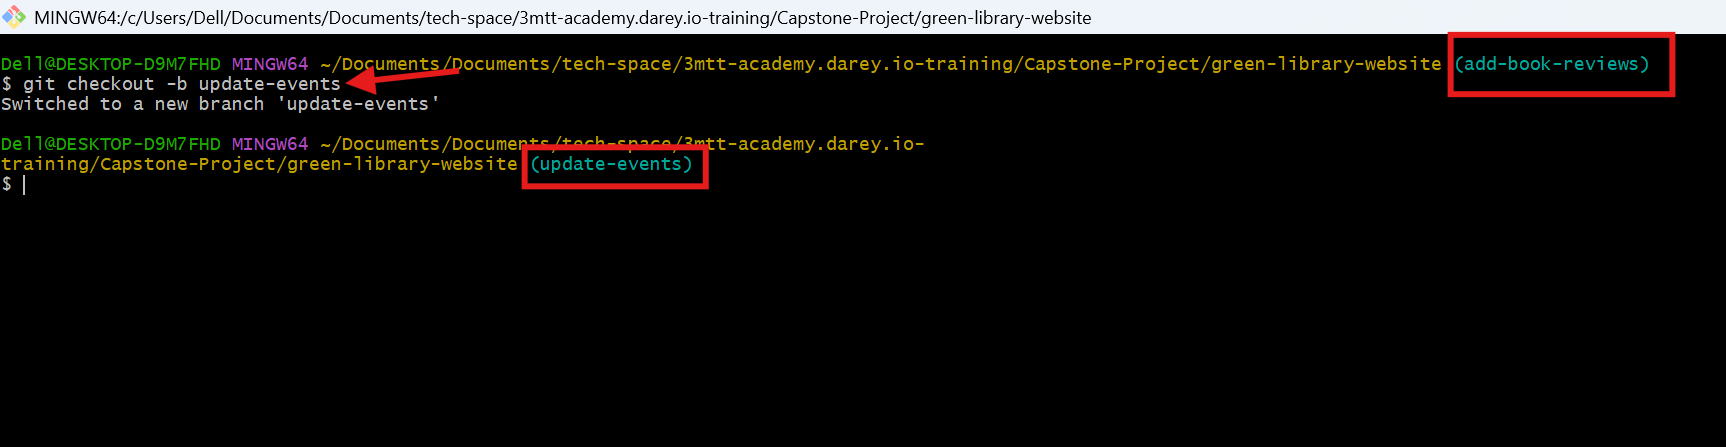 MINGW64:/c/Users/Dell/Documents/Documents/tech-space/3mtt-academy.darey.io-training/Capstone-Project/green-library-website
Dell@DESKTOP-D9M7FHD MINGW64 ~/Documents/Documents/tech-space/3mtt-academy.darey.io-training/Capstone-Project/green-library-website (add-book-reviews)
$ git checkout -b update-events
Switched to a new branch 'update-events'
Dell@DESKTOP-D9M7FHD MINGW64 ~/Documents/Documents/tech-space/3mtt-academy.darey.io-
training/Capstone-Project/green-library-website (update-events)
$